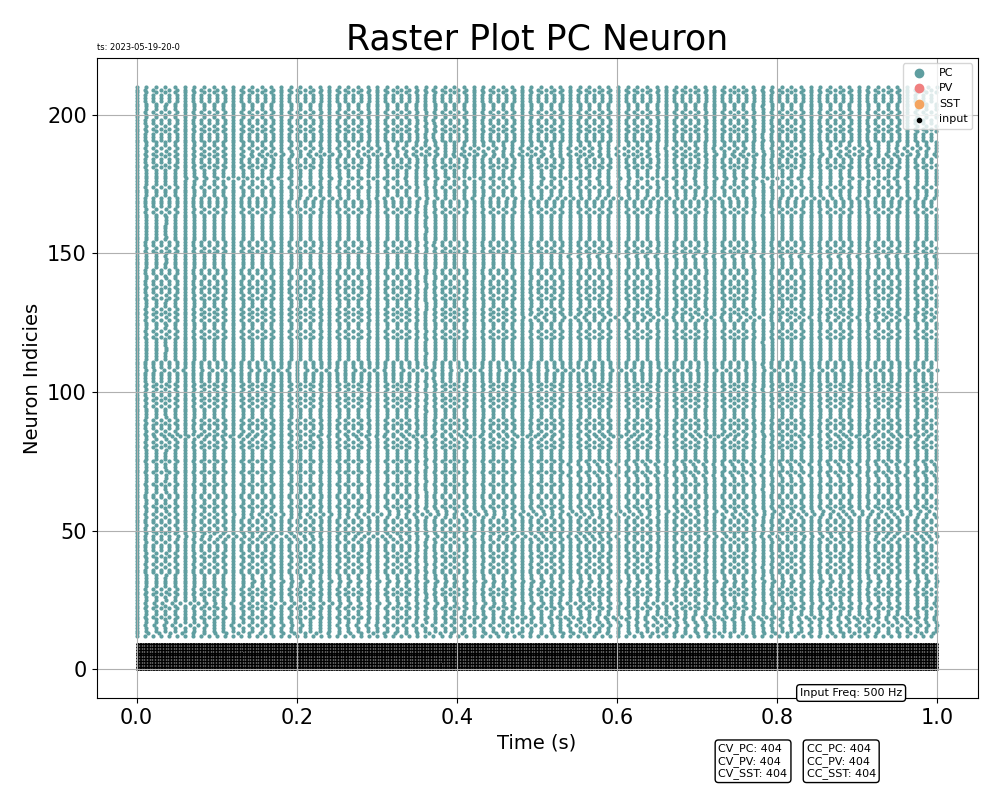 Raster Plot PC Neuron
ts: 2023-05-19-20-0
PC
PV
SST
input
200
150
100
50
0
Neuron Indicies
0.0 0.2 0.4 0.6 0.8 1.0
Input Freq: 500 Hz
Time (s)
CV_PC: 404
CV_PV: 404
CV_SST: 404
CC_PC: 404
CC_PV: 404
CC_SST: 404